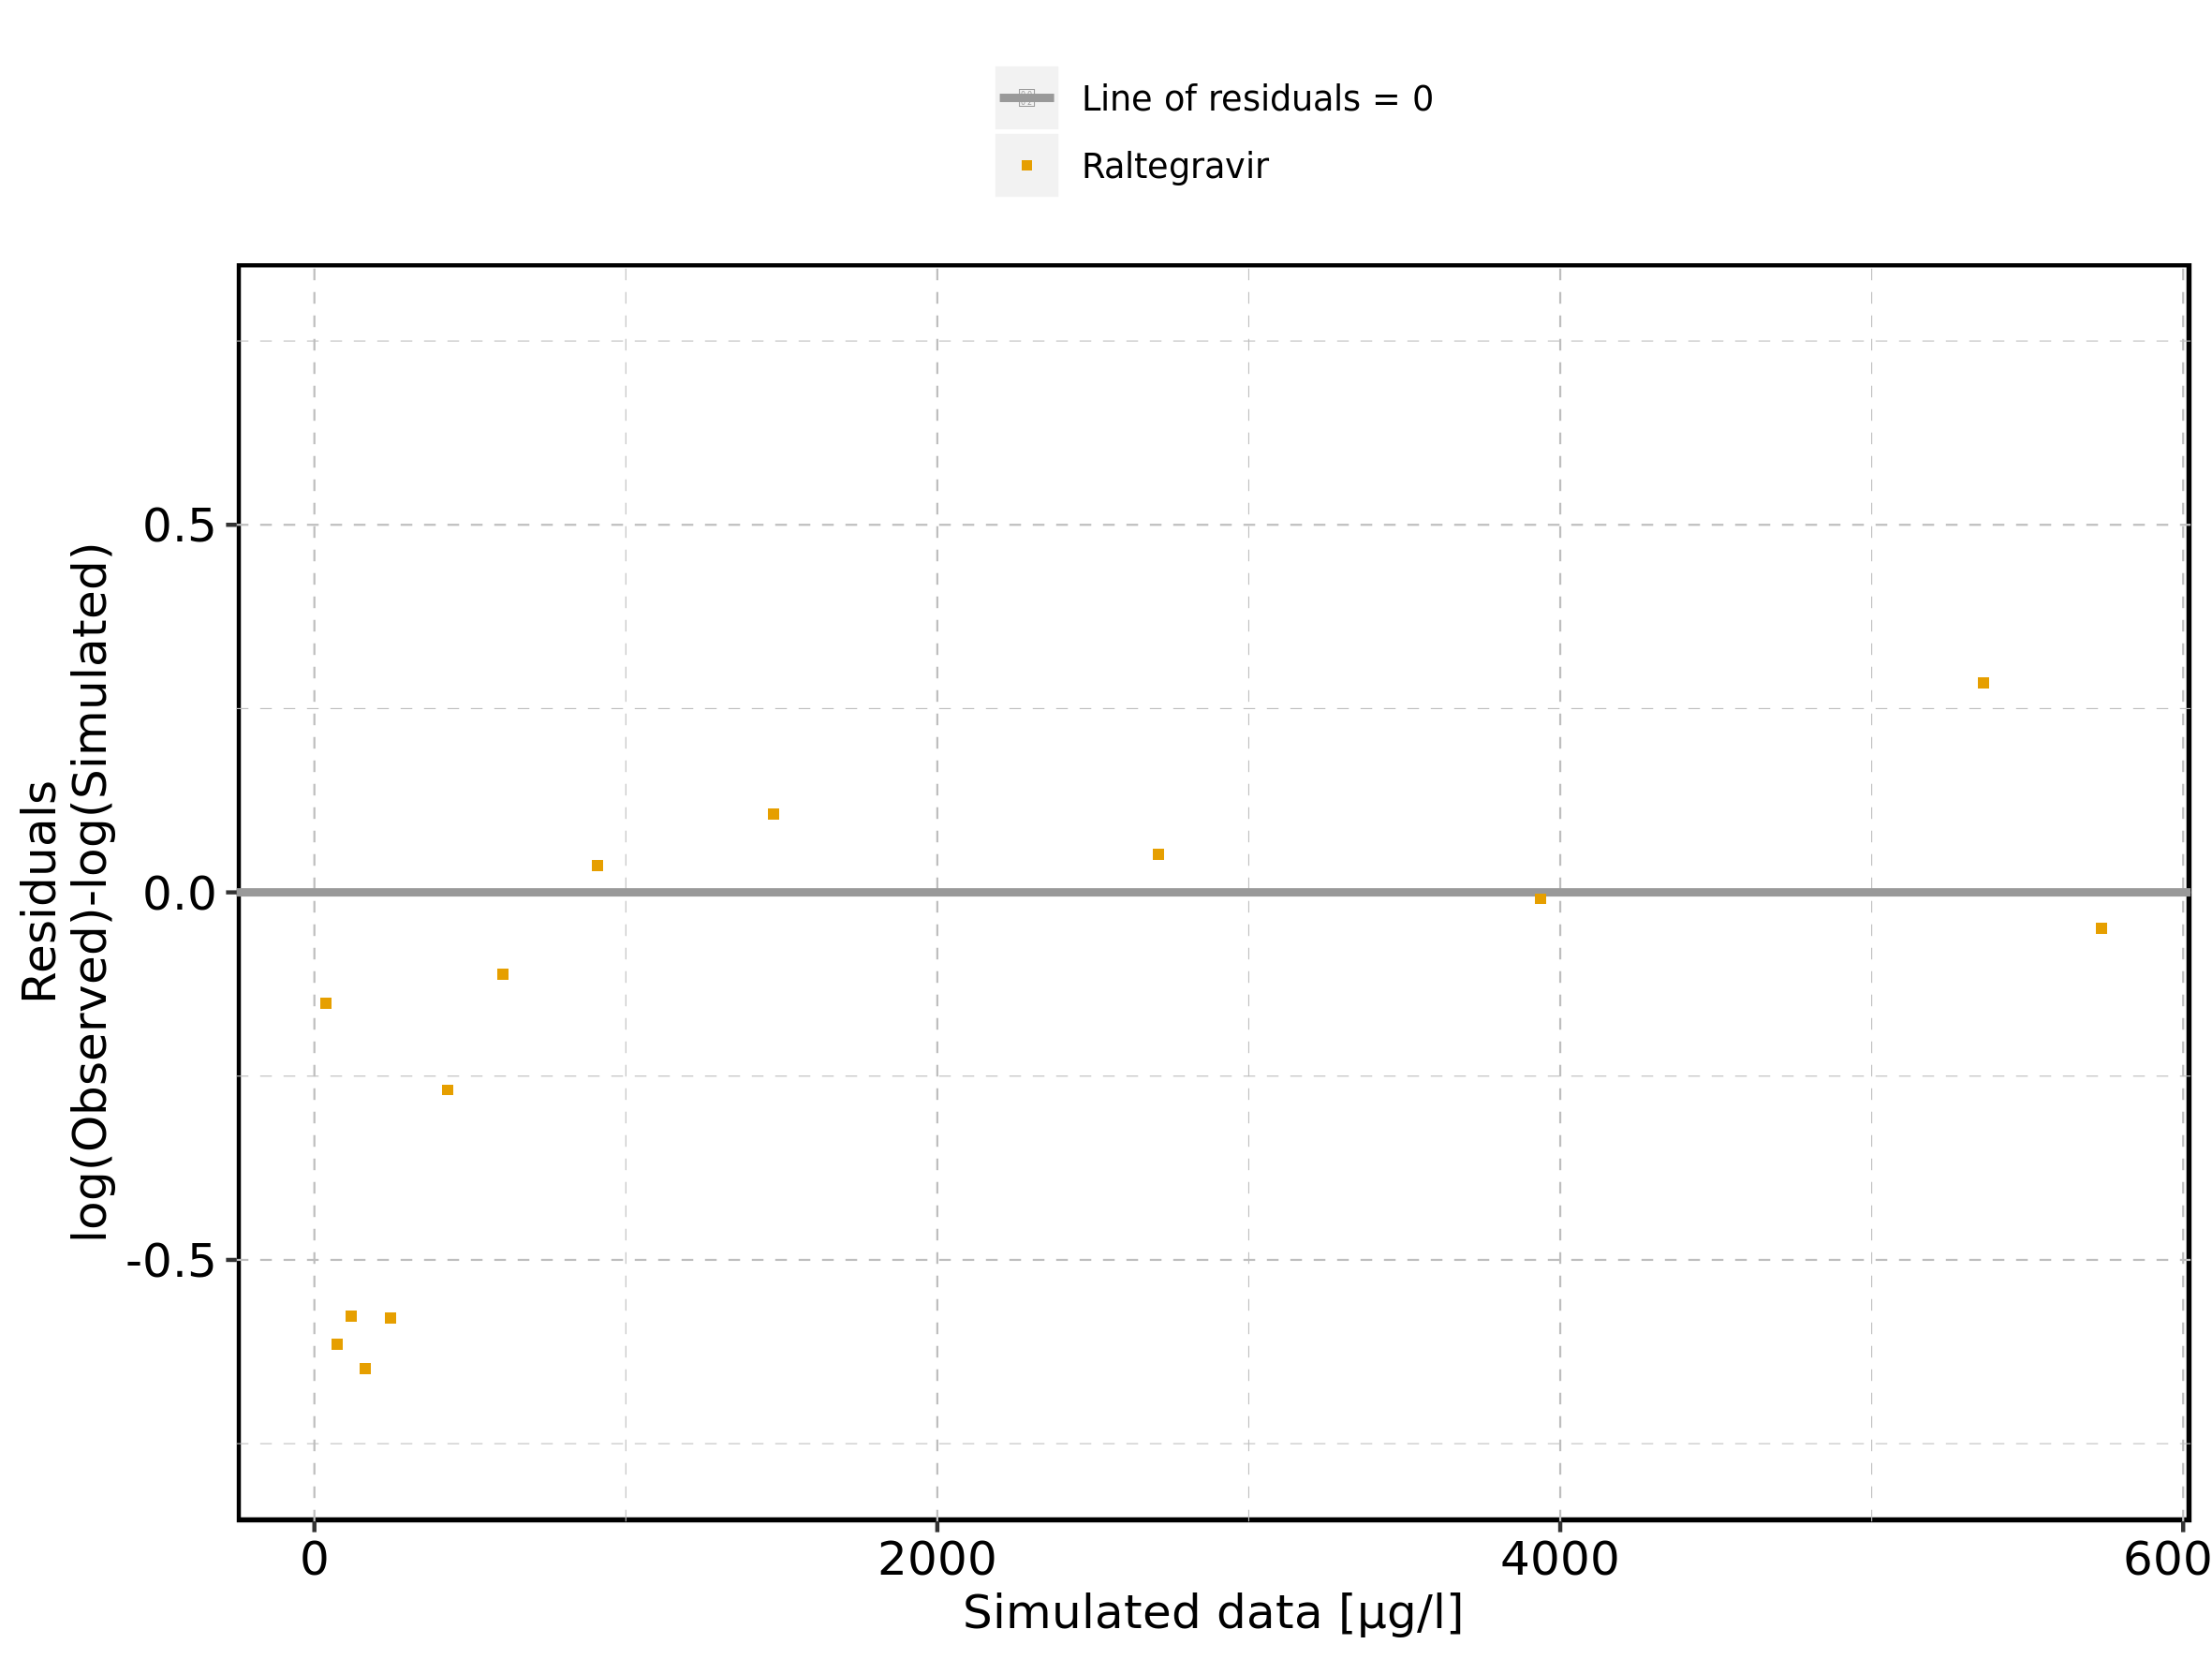 Line of residuals = 0
Raltegravir
Residuals
log(Observed)-log(Simulated)
0.5
0.0
-0.5
0 2000 4000 600
Simulated data [µg/l]